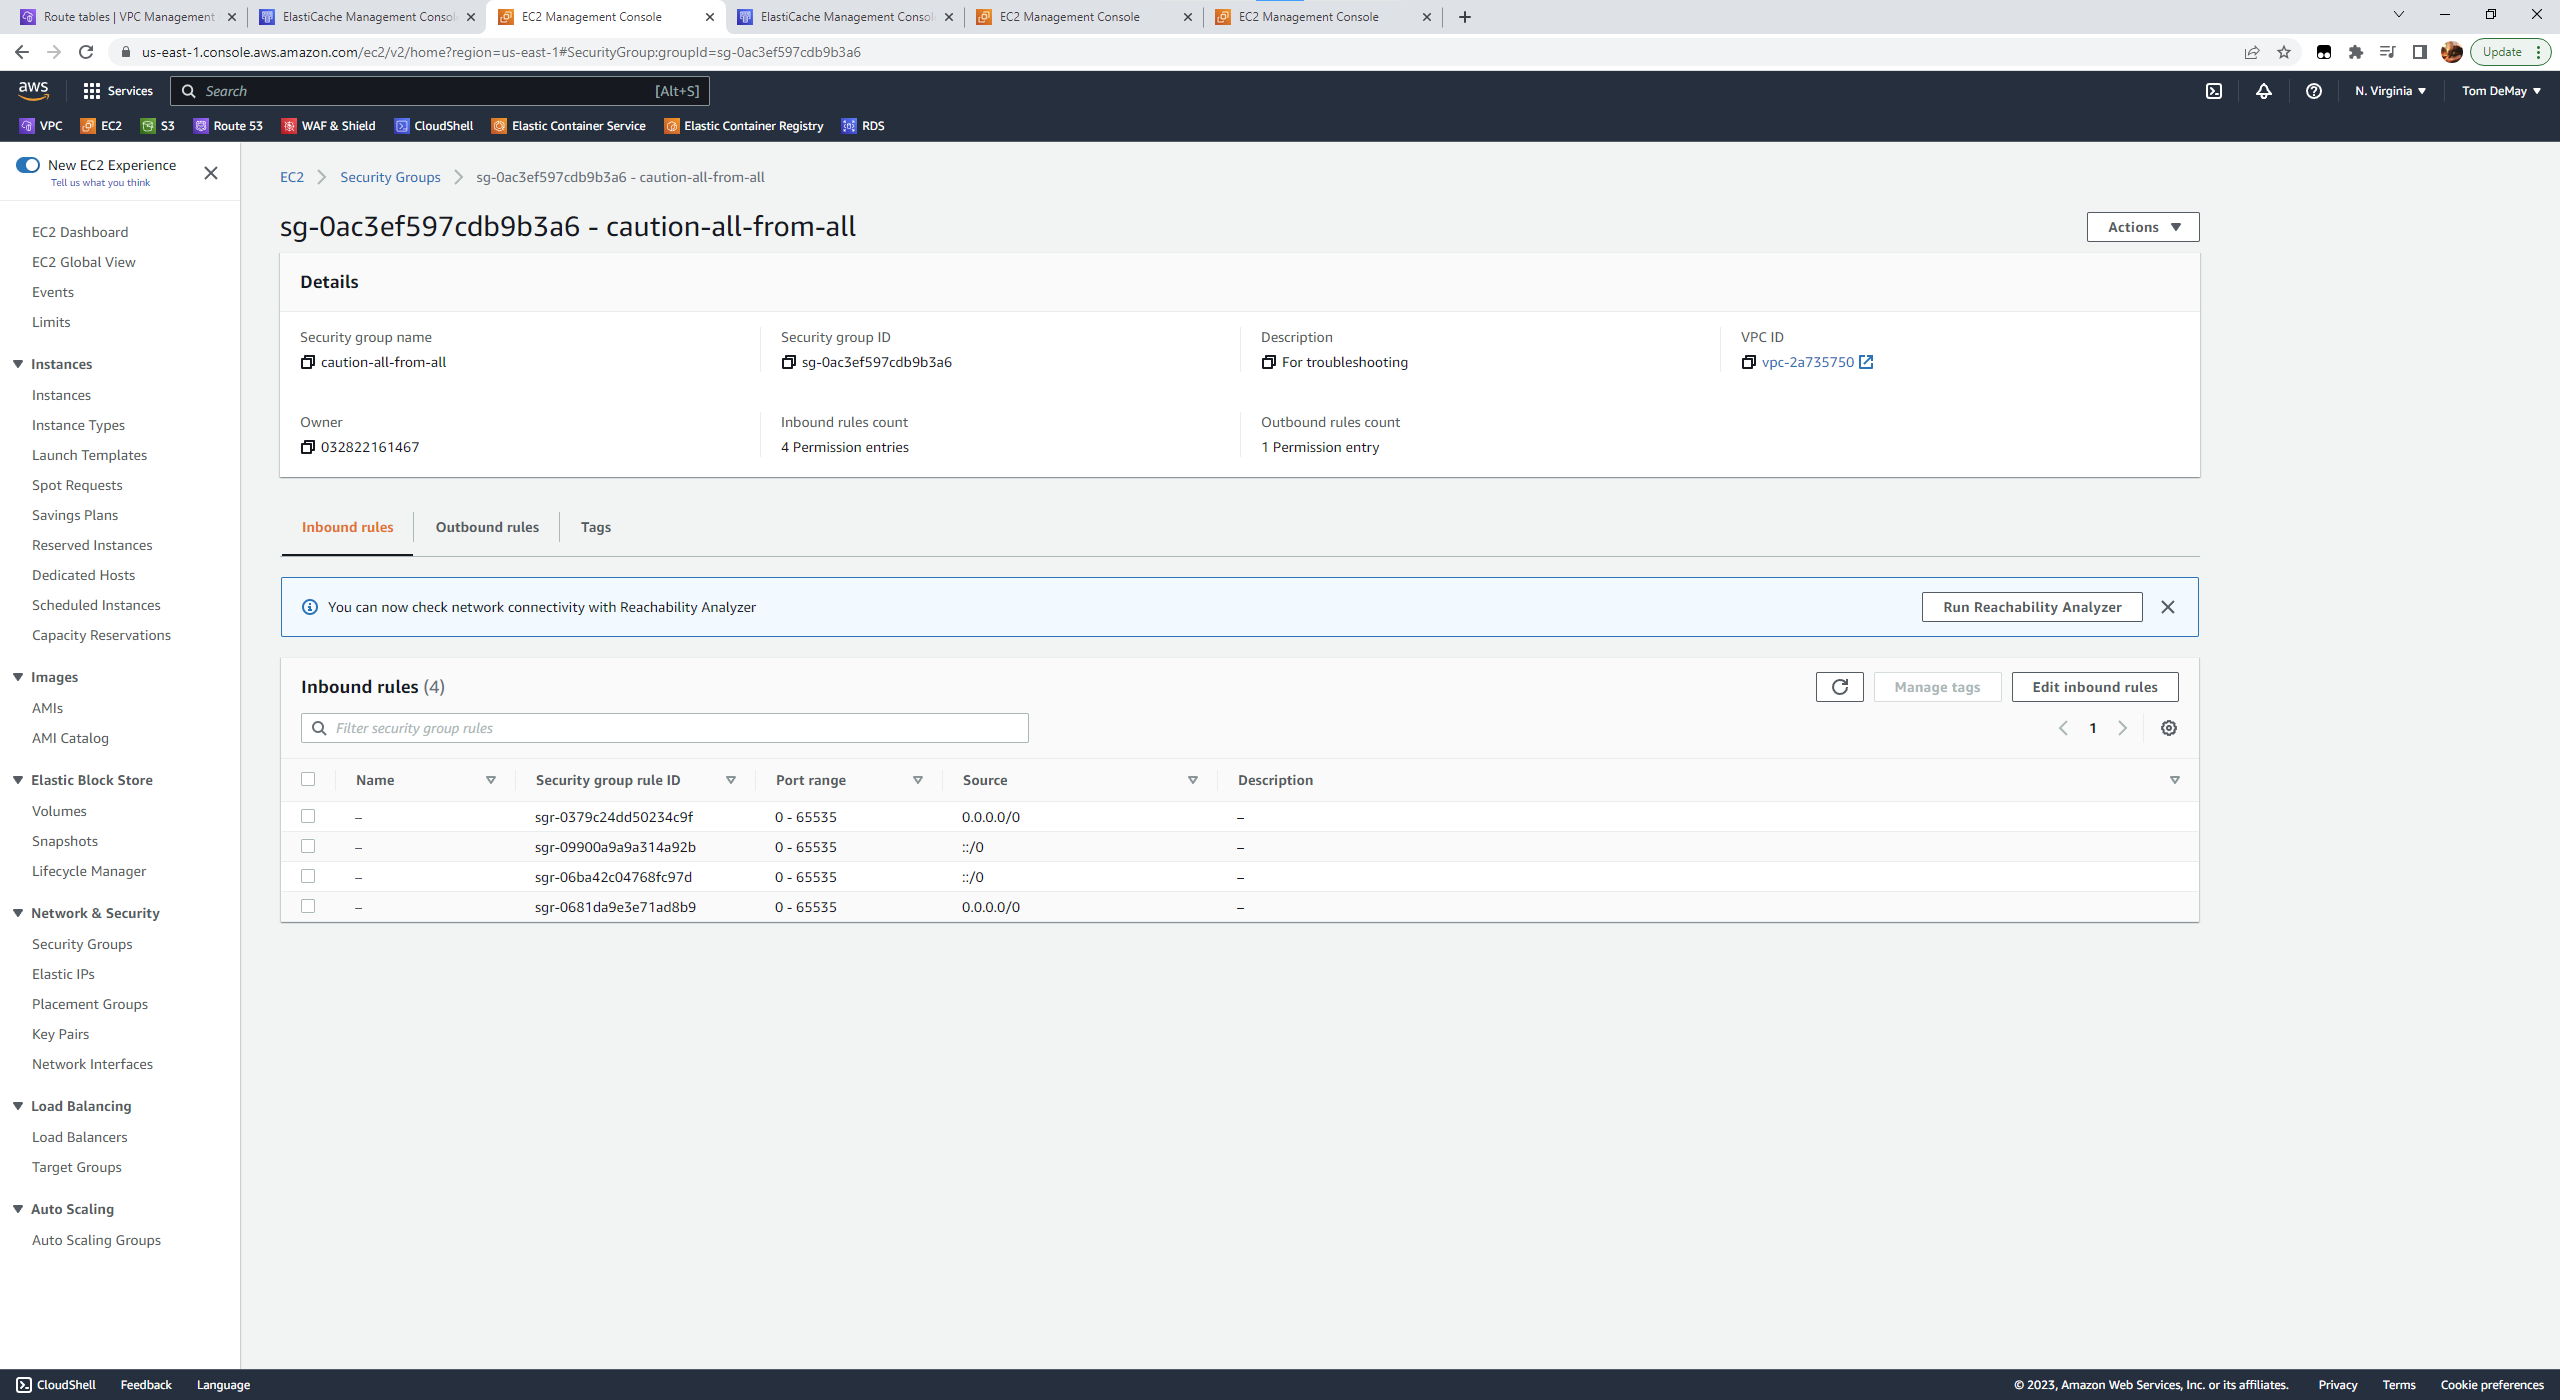 Route tables | VPC Management
ElastiCache Management Consol
EC2 Management Console
ElastiCache Management Consol
EC2 Management Console
EC2 Management Console
us-east-1.console.aws.amazon.com/ec2/v2/home?region=us-east-1#SecurityGroup:groupId=sg-0ac3ef597cdb9b3a6
Update
aws
Services
Search
[Alt+S]
N. Virginia
Tom DeMay
VPC
EC2
S3
Route 53
WAF & Shield
CloudShell
Elastic Container Service
Elastic Container Registry
RDS
New EC2 Experience
Tell us what you think
EC2 Dashboard
EC2 Global View
Events
Limits
Instances
Instances
Instance Types
Launch Templates
Spot Requests
Savings Plans
Reserved Instances
Dedicated Hosts
Scheduled Instances
Capacity Reservations
Images
AMIs
AMI Catalog
Elastic Block Store
Volumes
Snapshots
Lifecycle Manager
Network & Security
Security Groups
Elastic IPs
Placement Groups
Key Pairs
Network Interfaces
Load Balancing
Load Balancers
Target Groups
Auto Scaling
Auto Scaling Groups
EC2
Security Groups
sg-0ac3ef597cdb9b3a6 - caution-all-from-all
sg-0ac3ef597cdb9b3a6 - caution-all-from-all
Actions
Details
Security group name
caution-all-from-all
Security group ID
sg-0ac3ef597cdb9b3a6
Description
For troubleshooting
VPC ID
vpc-2a735750
Owner
032822161467
Inbound rules count
4 Permission entries
Outbound rules count
1 Permission entry
Inbound rules
Outbound rules
Tags
You can now check network connectivity with Reachability Analyzer
Run Reachability Analyzer
Inbound rules (4)
Manage tags
Edit inbound rules
Filter security group rules
1
Name Security group rule ID Port range Source Description
– sgr-0379c24dd50234c9f 0 - 65535 0.0.0.0/0 –
– sgr-09900a9a9a314a92b 0 - 65535 ::/0 –
– sgr-06ba42c04768fc97d 0 - 65535 ::/0 –
– sgr-0681da9e3e71ad8b9 0 - 65535 0.0.0.0/0 –
CloudShell
Feedback
Language
© 2023, Amazon Web Services, Inc. or its affiliates.
Privacy
Terms
Cookie preferences